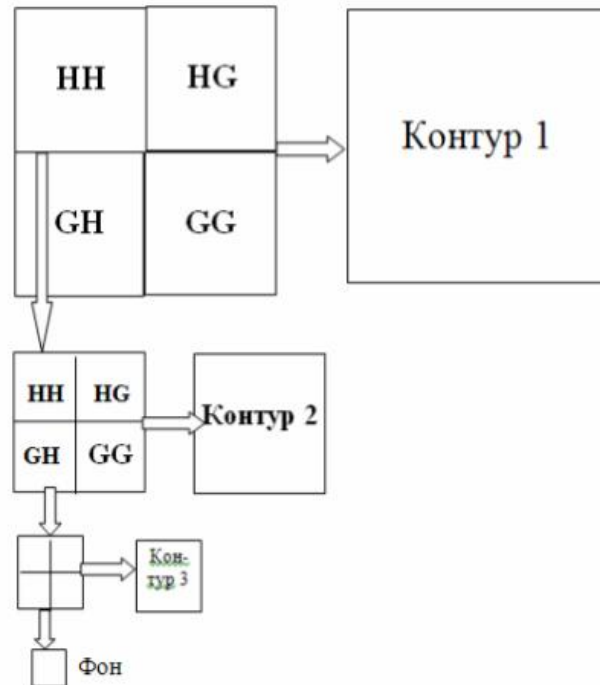 HH HG
Контур 1
GH GG
HH HG
Контур 2
GH GG
Кон-
тур 3
Фон